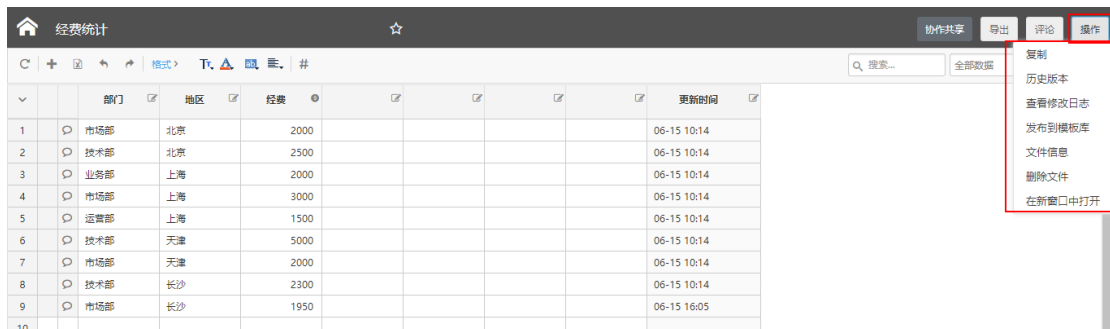 经费统计 协作共享 导出 评论 操作
格式 Tт A ab # 搜索... 全部数据
复制
历史版本
查看修改日志
发布到模板库
文件信息
删除文件
在新窗口中打开
部门 地区 经费 更新时间
1 市场部 北京 2000 06-15 10:14
2 技术部 北京 2500 06-15 10:14
3 业务部 上海 2000 06-15 10:14
4 市场部 上海 3000 06-15 10:14
5 运营部 上海 1500 06-15 10:14
6 技术部 天津 5000 06-15 10:14
7 市场部 天津 2000 06-15 10:14
8 技术部 长沙 2300 06-15 10:14
9 市场部 长沙 1950 06-15 16:05
10